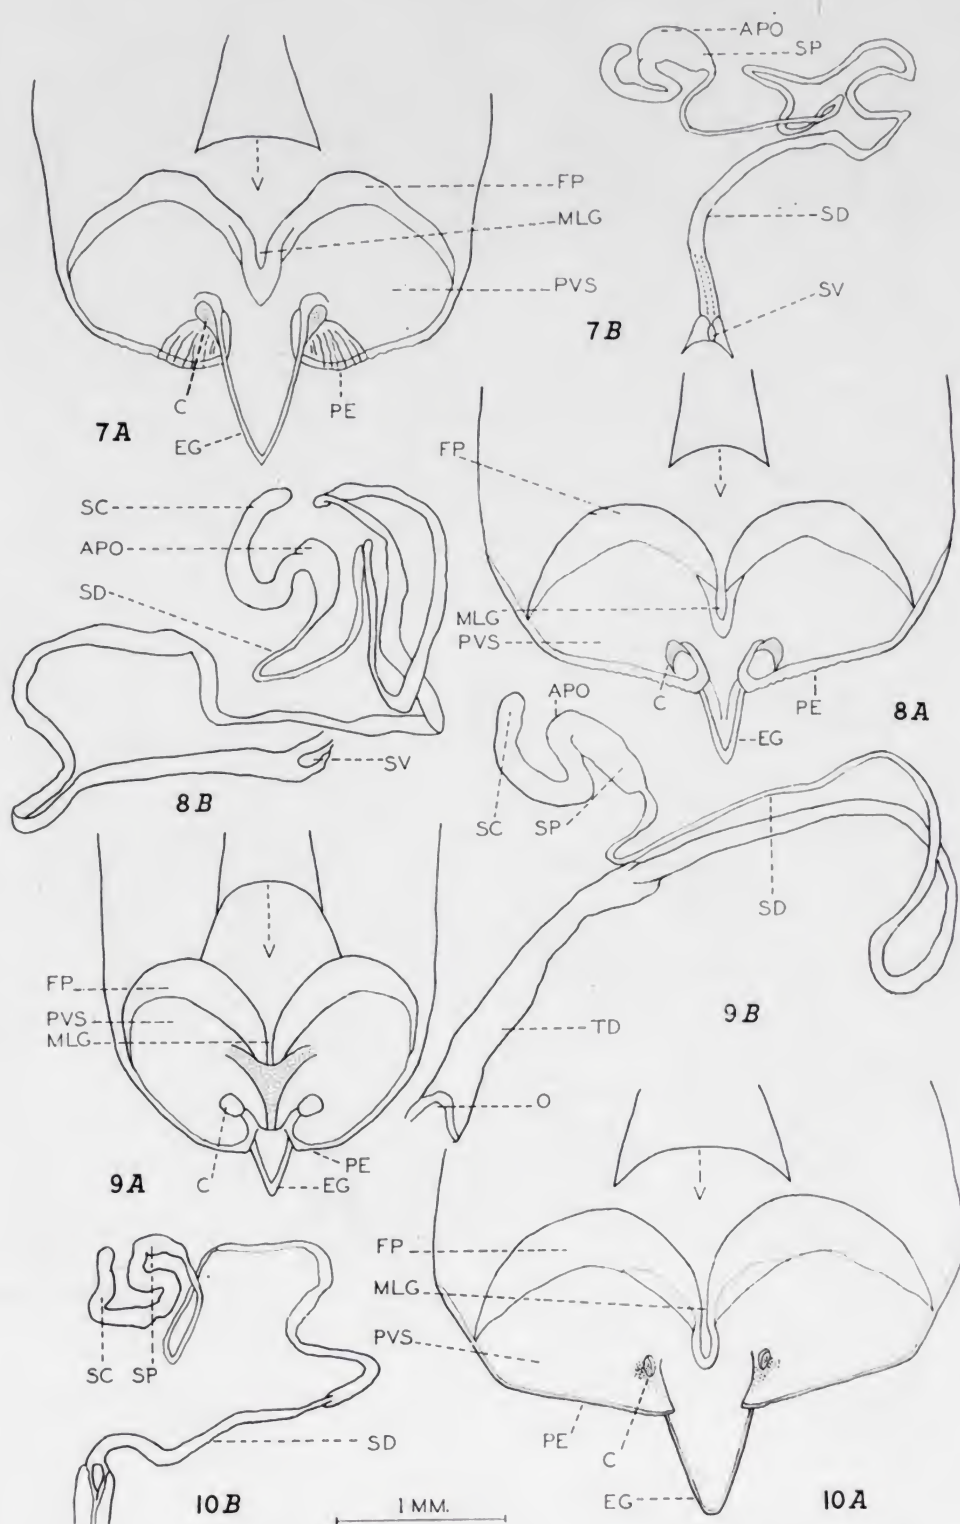 APO
SP
FP
MLG
SD
PVS
SV
7B
C
PE
7A
EG
FP
SC
APO
SD
MLG
PVS
APO
C
PE
8A
EG
SV
8B
SC
SP
SD
FP
PVS
MLG
9B
TD
O
PE
9A
C
EG
FP
MLG
PVS
SC
SP
SD
PE
C
10B
1 MM.
EG
10A